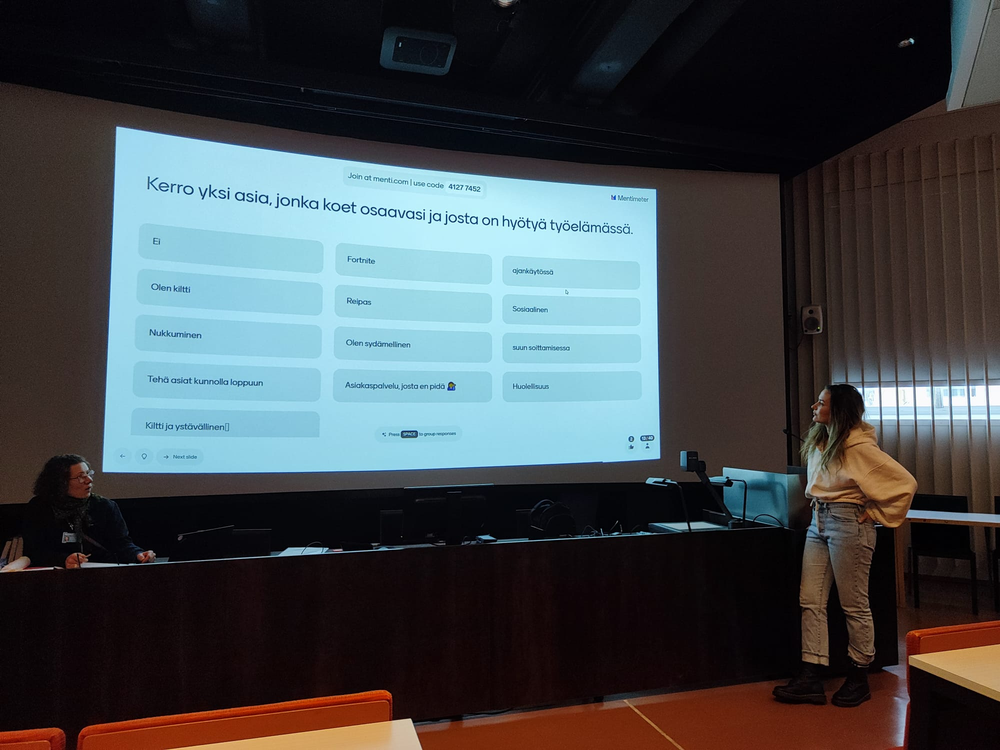 Join at menti.com | use code 4127 7452
Mentimeter
Kerro yksi asia, jonka koet osaavasi ja josta on hyötyä työelämässä.
Ei
Olen kiltti
Nukkuminen
Tehä asiat kunnolla loppuun
Kiltti ja ystävällinen
Fortnite
Reipas
Olen sydämellinen
Asiakaspalvelu, josta en pidä 🤦‍♀️
ajankäytössä
Sosiaalinen
suun soittamisessa
Huolellisuus
Press SPACE to group responses
2
13/40
Next slide